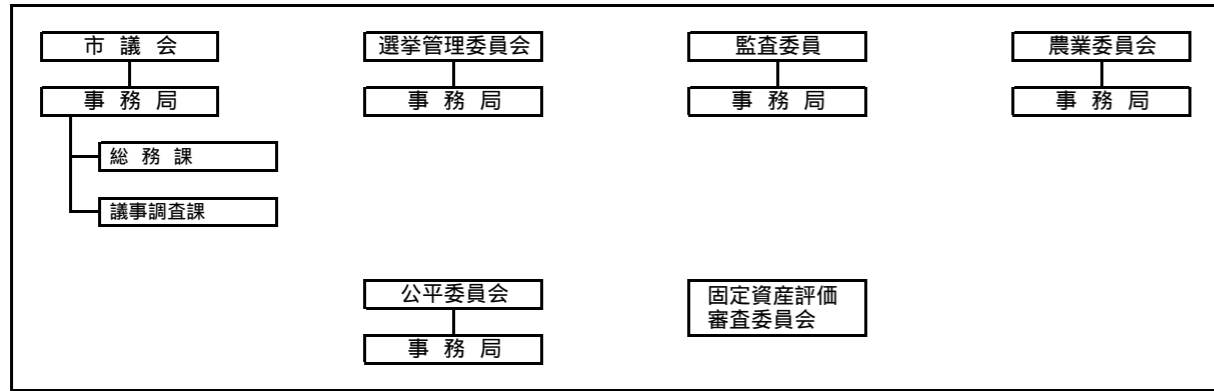 市 議 会
選挙管理委員会
監査委員
農業委員会
事 務 局
事 務 局
事 務 局
事 務 局
総 務 課
議事調査課
公平委員会
固定資産評価
審査委員会
事 務 局